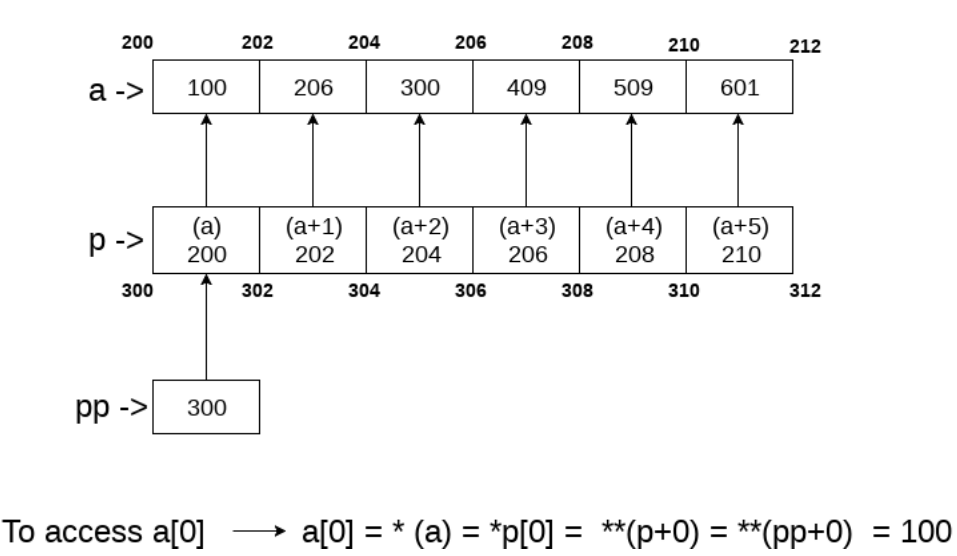 200 202 204 206 208 210 212
a -> 100 206 300 409 509 601
(a) (a+1) (a+2) (a+3) (a+4) (a+5)
p -> 200 202 204 206 208 210
300 302 304 306 308 310 312
pp -> 300
To access a[0] ⟶ a[0] = * (a) = *p[0] = **(p+0) = **(pp+0) = 100